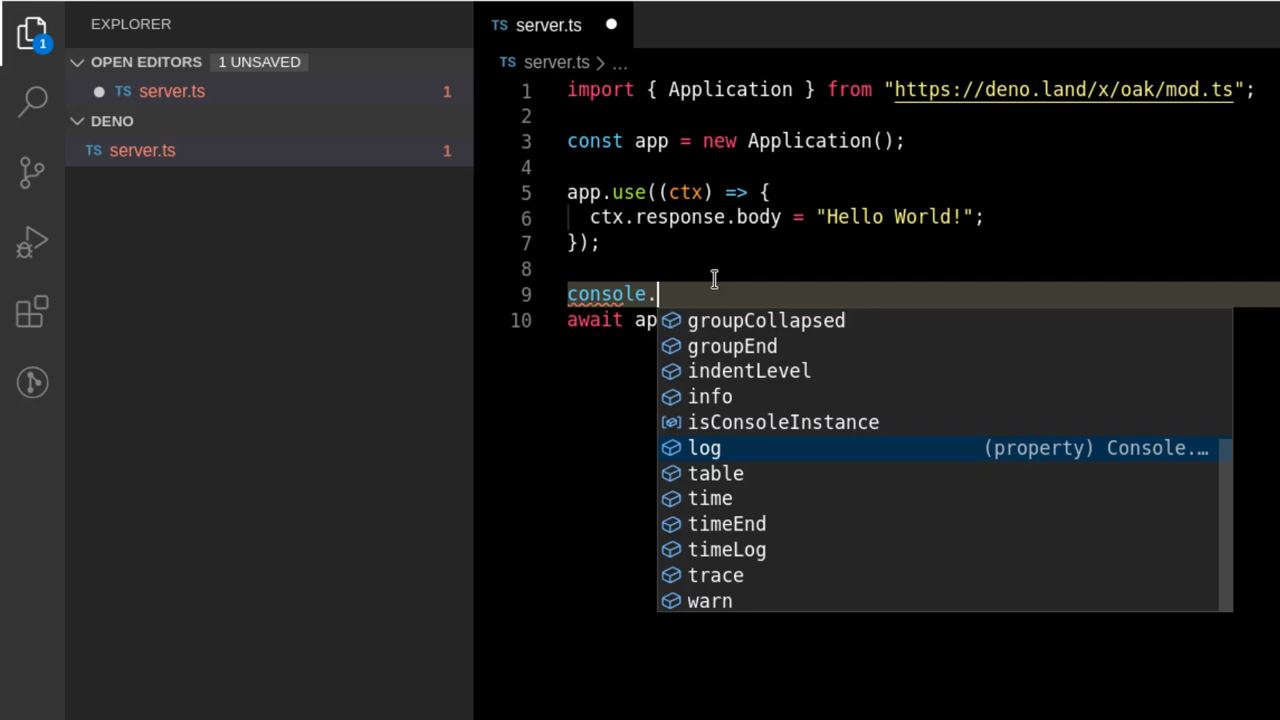 EXPLORER
1
OPEN EDITORS 1 UNSAVED
TS server.ts 1
DENO
TS server.ts 1
TS server.ts
TS server.ts > ...
1 import { Application } from "https://deno.land/x/oak/mod.ts";
2
3 const app = new Application();
4
5 app.use((ctx) => {
6 ctx.response.body = "Hello World!";
7 });
8
9 console.
10 await ap
groupCollapsed
groupEnd
indentLevel
info
isConsoleInstance
log (property) Console.…
table
time
timeEnd
timeLog
trace
warn